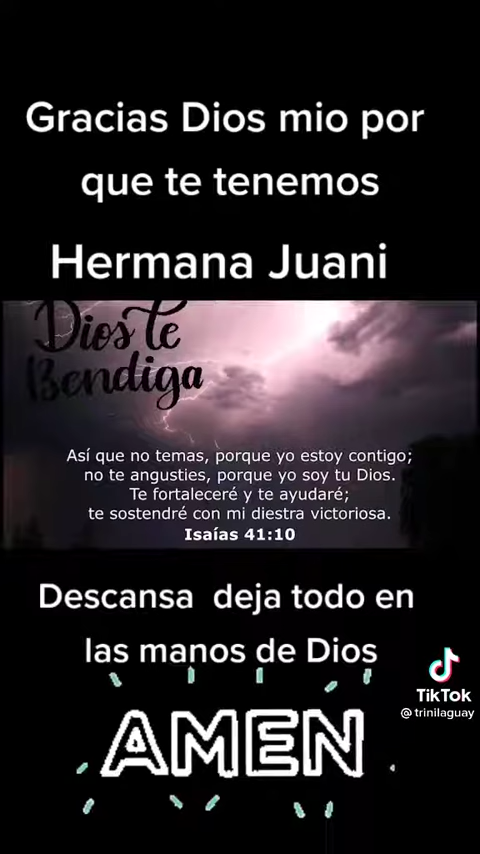 Gracias Dios mio por
que te tenemos
Hermana Juani
Dios te
Bendiga
Así que no temas, porque yo estoy contigo;
no te angusties, porque yo soy tu Dios.
Te fortaleceré y te ayudaré;
te sostendré con mi diestra victoriosa.
Isaías 41:10
Descansa deja todo en
las manos de Dios
TikTok
@trinilaguay
AMEN